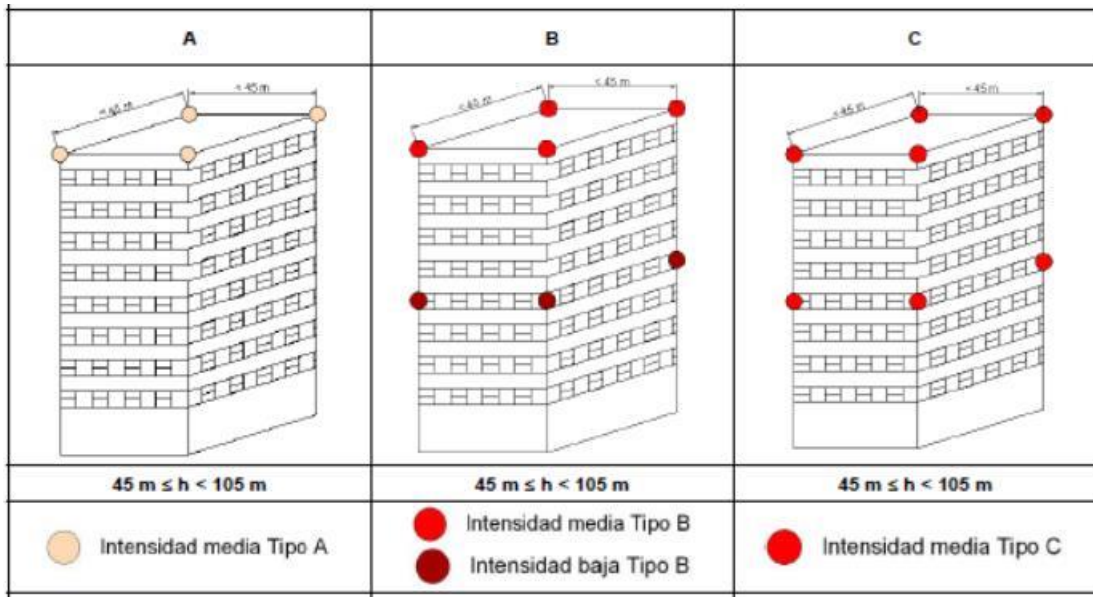 A
B
C
< 45 m
< 45 m
< 45 m
< 45 m
< 45 m
< 45 m
45 m ≤ h < 105 m
45 m ≤ h < 105 m
45 m ≤ h < 105 m
Intensidad media Tipo A
Intensidad media Tipo B
Intensidad baja Tipo B
Intensidad media Tipo C